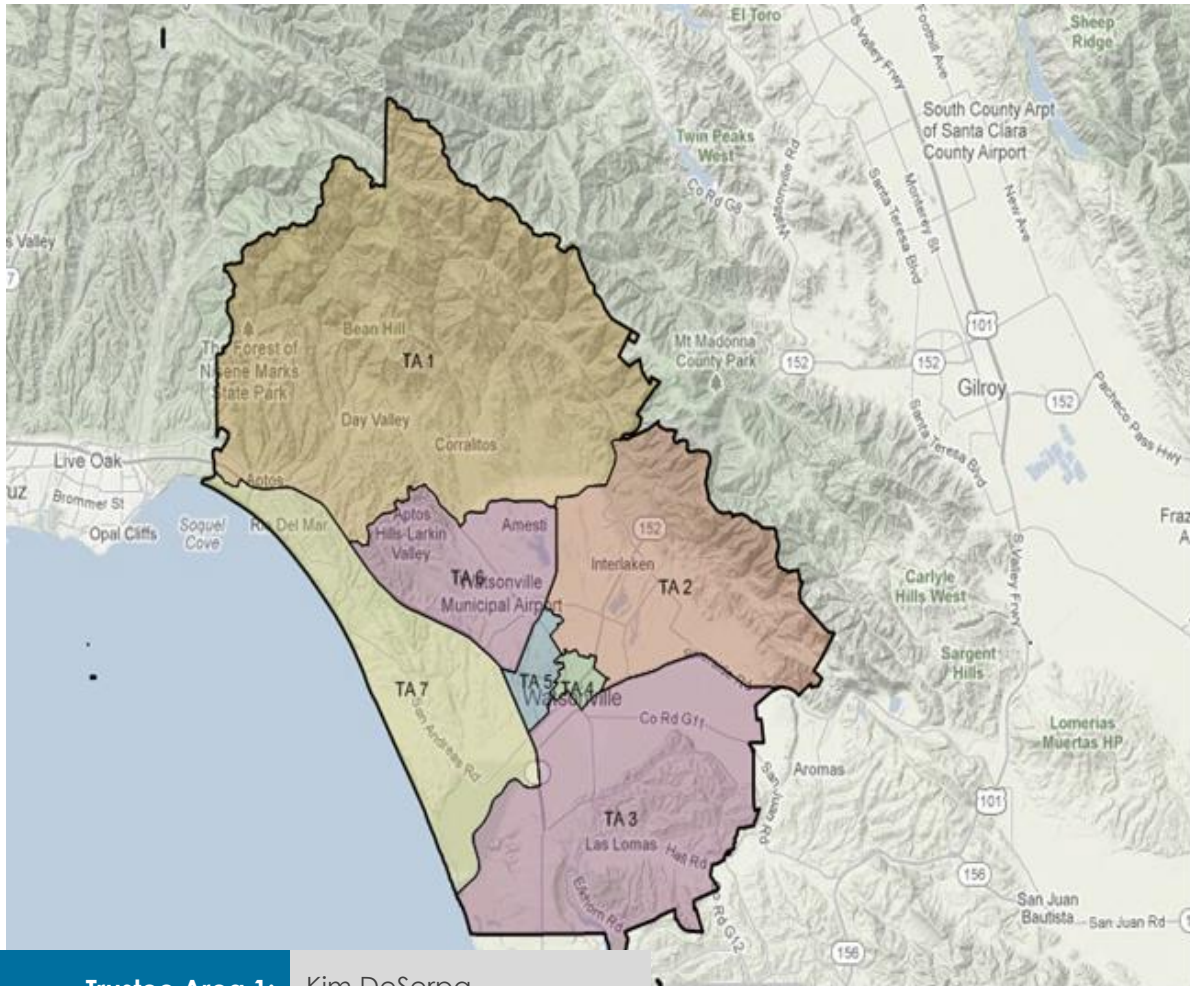 El Toro
S Valley Frwy
Foothill Ave
Sheep
Ridge
South County Arpt
of Santa Clara
County Airport
Twin Peaks
West
Co Rd G8
Watsonville Rd
Santa Teresa Blvd
Monterey St
New Ave
s Valley
101
Bean Hill
TA 1
The Forest of
Nisene Marks
State Park
Mt Madonna
County Park
152
152
Gilroy
152
Pacheco Pass Hwy
Day Valley
Corralitos
Santa Teresa Blvd
Live Oak
Aptos
uz
Brommer St
Opal Cliffs
Soquel
Cove
Rio Del Mar
Aptos
Hills-Larkin
Valley
Amesti
152
Interlaken
S Valley Frwy
Fraz
A
TA 6
Watsonville
Municipal Airport
TA 2
Carlyle
Hills West
Sargent
Hills
TA 7
TA 5
TA 4
Watsonville
San Andreas Rd
Co Rd G11
Lomerias
Muertas HP
Aromas
San Juan Rd
101
TA 3
Las Lomas
Hall Rd
Elkhorn Rd
156
San Juan
Bautista
San Juan Rd
o Rd G12
156
Trustee Area 1:
Kim DeSerpa